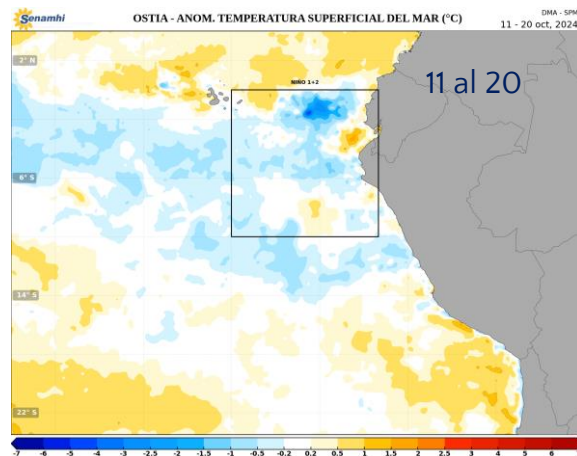 Senamhi
OSTIA - ANOM. TEMPERATURA SUPERFICIAL DEL MAR (°C)
DMA - SPM
11 - 20 oct, 2024
11 al 20
2° N
NINO 1+2
6° S
14° S
22° S
-7 -6 -5 -4 -3 -2.5 -2 -1.5 -1 -0.5 -0.2 0.2 0.5 1 1.5 2 2.5 3 4 5 6